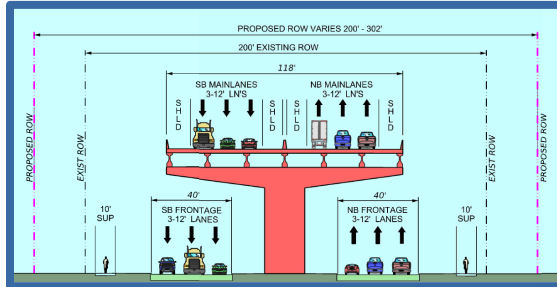 PROPOSED ROW VARIES 200' - 302'
200' EXISTING ROW
118'
SB MAINLANES
3-12' LN'S
NB MAINLANES
3-12' LN'S
SHLD
SHLD
SHLD
SHLD
PROPOSED ROW
EXIST ROW
EXIST ROW
PROPOSED ROW
40'
SB FRONTAGE
3-12' LANES
40'
NB FRONTAGE
3-12' LANES
10'
SUP
10'
SUP